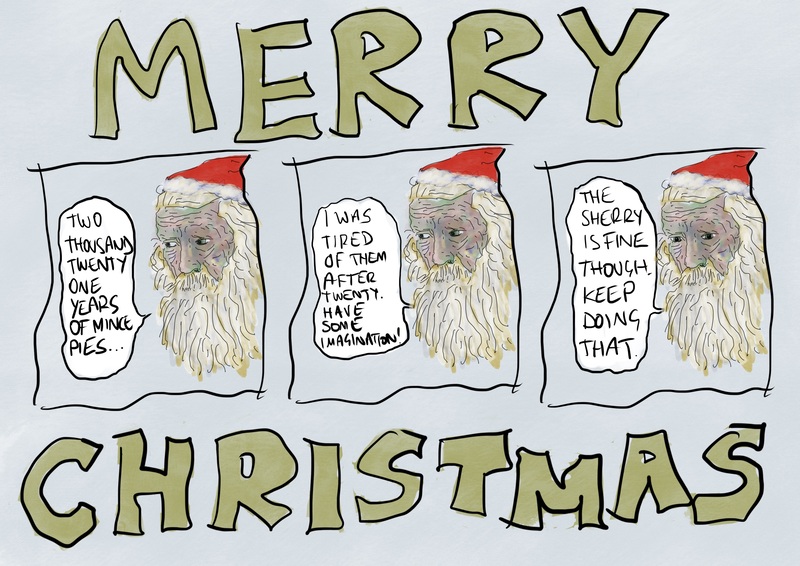 MERRY
TWO
THOUSAND
TWENTY
ONE
YEARS
OF MINCE
PIES...
I WAS
TIRED
OF THEM
AFTER
TWENTY.
HAVE
SOME
IMAGINATION!
THE
SHERRY
IS FINE
THOUGH.
KEEP
DOING
THAT.
CHRISTMAS